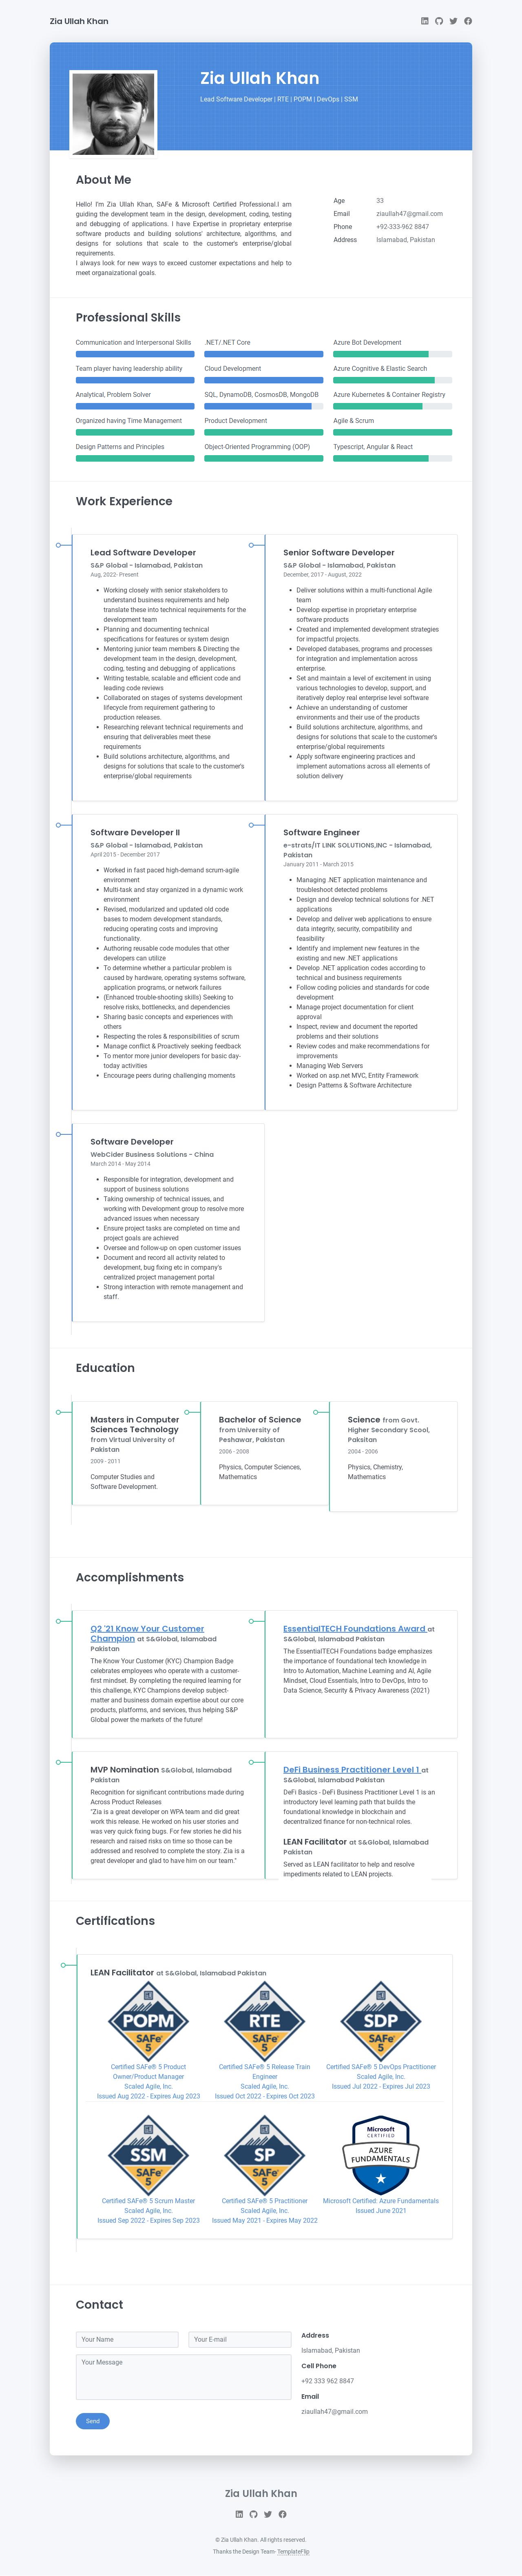 Zia Ullah Khan
Zia Ullah Khan
Lead Software Developer | RTE | POPM | DevOps | SSM
About Me
Hello! I'm Zia Ullah Khan, SAFe & Microsoft Certified Professional.I am
guiding the development team in the design, development, coding, testing
and debugging of applications. I have Expertise in proprietary enterprise
software products and building solutions' architecture, algorithms, and
designs for solutions that scale to the customer's enterprise/global
requirements.
I always look for new ways to exceed customer expectations and help to
meet organaizational goals.
Age 33
Email ziaullah47@gmail.com
Phone +92-333-962 8847
Address Islamabad, Pakistan
Professional Skills
Communication and Interpersonal Skills
Team player having leadership ability
Analytical, Problem Solver
Organized having Time Management
Design Patterns and Principles
.NET/.NET Core
Cloud Development
SQL, DynamoDB, CosmosDB, MongoDB
Product Development
Object-Oriented Programming (OOP)
Azure Bot Development
Azure Cognitive & Elastic Search
Azure Kubernetes & Container Registry
Agile & Scrum
Typescript, Angular & React
Work Experience
Lead Software Developer
S&P Global - Islamabad, Pakistan
Aug, 2022- Present
• Working closely with senior stakeholders to
understand business requirements and help
translate these into technical requirements for the
development team
• Planning and documenting technical
specifications for features or system design
• Mentoring junior team members & Directing the
development team in the design, development,
coding, testing and debugging of applications
• Writing testable, scalable and efficient code and
leading code reviews
• Collaborated on stages of systems development
lifecycle from requirement gathering to
production releases.
• Researching relevant technical requirements and
ensuring that deliverables meet these
requirements
• Build solutions architecture, algorithms, and
designs for solutions that scale to the customer's
enterprise/global requirements
Senior Software Developer
S&P Global - Islamabad, Pakistan
December, 2017 - August, 2022
• Deliver solutions within a multi-functional Agile
team
• Develop expertise in proprietary enterprise
software products
• Created and implemented development strategies
for impactful projects.
• Developed databases, programs and processes
for integration and implementation across
enterprise.
• Set and maintain a level of excitement in using
various technologies to develop, support, and
iteratively deploy real enterprise level software
• Achieve an understanding of customer
environments and their use of the products
• Build solutions architecture, algorithms, and
designs for solutions that scale to the customer's
enterprise/global requirements
• Apply software engineering practices and
implement automations across all elements of
solution delivery
Software Developer II
S&P Global - Islamabad, Pakistan
April 2015 - December 2017
• Worked in fast paced high-demand scrum-agile
environment
• Multi-task and stay organized in a dynamic work
environment
• Revised, modularized and updated old code
bases to modern development standards,
reducing operating costs and improving
functionality.
• Authoring reusable code modules that other
developers can utilize
• To determine whether a particular problem is
caused by hardware, operating systems software,
application programs, or network failures
• (Enhanced trouble-shooting skills) Seeking to
resolve risks, bottlenecks, and dependencies
• Sharing basic concepts and experiences with
others
• Respecting the roles & responsibilities of scrum
• Manage conflict & Proactively seeking feedback
• To mentor more junior developers for basic day-
today activities
• Encourage peers during challenging moments
Software Engineer
e-strats/IT LINK SOLUTIONS,INC - Islamabad,
Pakistan
January 2011 - March 2015
• Managing .NET application maintenance and
troubleshoot detected problems
• Design and develop technical solutions for .NET
applications
• Develop and deliver web applications to ensure
data integrity, security, compatibility and
feasibility
• Identify and implement new features in the
existing and new .NET applications
• Develop .NET application codes according to
technical and business requirements
• Follow coding policies and standards for code
development
• Manage project documentation for client
approval
• Inspect, review and document the reported
problems and their solutions
• Review codes and make recommendations for
improvements
• Managing Web Servers
• Worked on asp.net MVC, Entity Framework
• Design Patterns & Software Architecture
Software Developer
WebCider Business Solutions - China
March 2014 - May 2014
• Responsible for integration, development and
support of business solutions
• Taking ownership of technical issues, and
working with Development group to resolve more
advanced issues when necessary
• Ensure project tasks are completed on time and
project goals are achieved
• Oversee and follow-up on open customer issues
• Document and record all activity related to
development, bug fixing etc in company's
centralized project management portal
• Strong interaction with remote management and
staff.
Education
Masters in Computer
Sciences Technology
from Virtual University of
Pakistan
2009 - 2011
Computer Studies and
Software Development.
Bachelor of Science
from University of
Peshawar, Pakistan
2006 - 2008
Physics, Computer Sciences,
Mathematics
Science from Govt.
Higher Secondary Scool,
Paksitan
2004 - 2006
Physics, Chemistry,
Mathematics
Accomplishments
Q2 '21 Know Your Customer
Champion at S&Global, Islamabad
Pakistan
The Know Your Customer (KYC) Champion Badge
celebrates employees who operate with a customer-
first mindset. By completing the required learning for
this challenge, KYC Champions develop subject-
matter and business domain expertise about our core
products, platforms, and services, thus helping S&P
Global power the markets of the future!
EssentialTECH Foundations Award at
S&Global, Islamabad Pakistan
The EssentialTECH Foundations badge emphasizes
the importance of foundational tech knowledge in
Intro to Automation, Machine Learning and AI, Agile
Mindset, Cloud Essentials, Intro to DevOps, Intro to
Data Science, Security & Privacy Awareness (2021)
MVP Nomination S&Global, Islamabad
Pakistan
Recognition for significant contributions made during
Across Product Releases
"Zia is a great developer on WPA team and did great
work this release. He worked on his user stories and
was very quick fixing bugs. For few stories he did his
research and raised risks on time so those can be
addressed and resolved to complete the story. Zia is a
great developer and glad to have him on our team."
DeFi Business Practitioner Level 1 at
S&Global, Islamabad Pakistan
DeFi Basics - DeFi Business Practitioner Level 1 is an
introductory level learning path that builds the
foundational knowledge in blockchain and
decentralized finance for non-technical roles.
LEAN Facilitator at S&Global, Islamabad
Pakistan
Served as LEAN facilitator to help and resolve
impediments related to LEAN projects.
Certifications
LEAN Facilitator at S&Global, Islamabad Pakistan
POPM
SAFe®
5
Certified SAFe® 5 Product
Owner/Product Manager
Scaled Agile, Inc.
Issued Aug 2022 - Expires Aug 2023
RTE
SAFe®
5
Certified SAFe® 5 Release Train
Engineer
Scaled Agile, Inc.
Issued Oct 2022 - Expires Oct 2023
SDP
SAFe®
5
Certified SAFe® 5 DevOps Practitioner
Scaled Agile, Inc.
Issued Jul 2022 - Expires Jul 2023
SSM
SAFe®
5
Certified SAFe® 5 Scrum Master
Scaled Agile, Inc.
Issued Sep 2022 - Expires Sep 2023
SP
SAFe®
5
Certified SAFe® 5 Practitioner
Scaled Agile, Inc.
Issued May 2021 - Expires May 2022
Microsoft
CERTIFIED
AZURE
FUNDAMENTALS
Microsoft Certified: Azure Fundamentals
Issued June 2021
Contact
Your Name
Your E-mail
Your Message
Send
Address
Islamabad, Pakistan
Cell Phone
+92 333 962 8847
Email
ziaullah47@gmail.com
Zia Ullah Khan
© Zia Ullah Khan. All rights reserved.
Thanks the Design Team- TemplateFlip